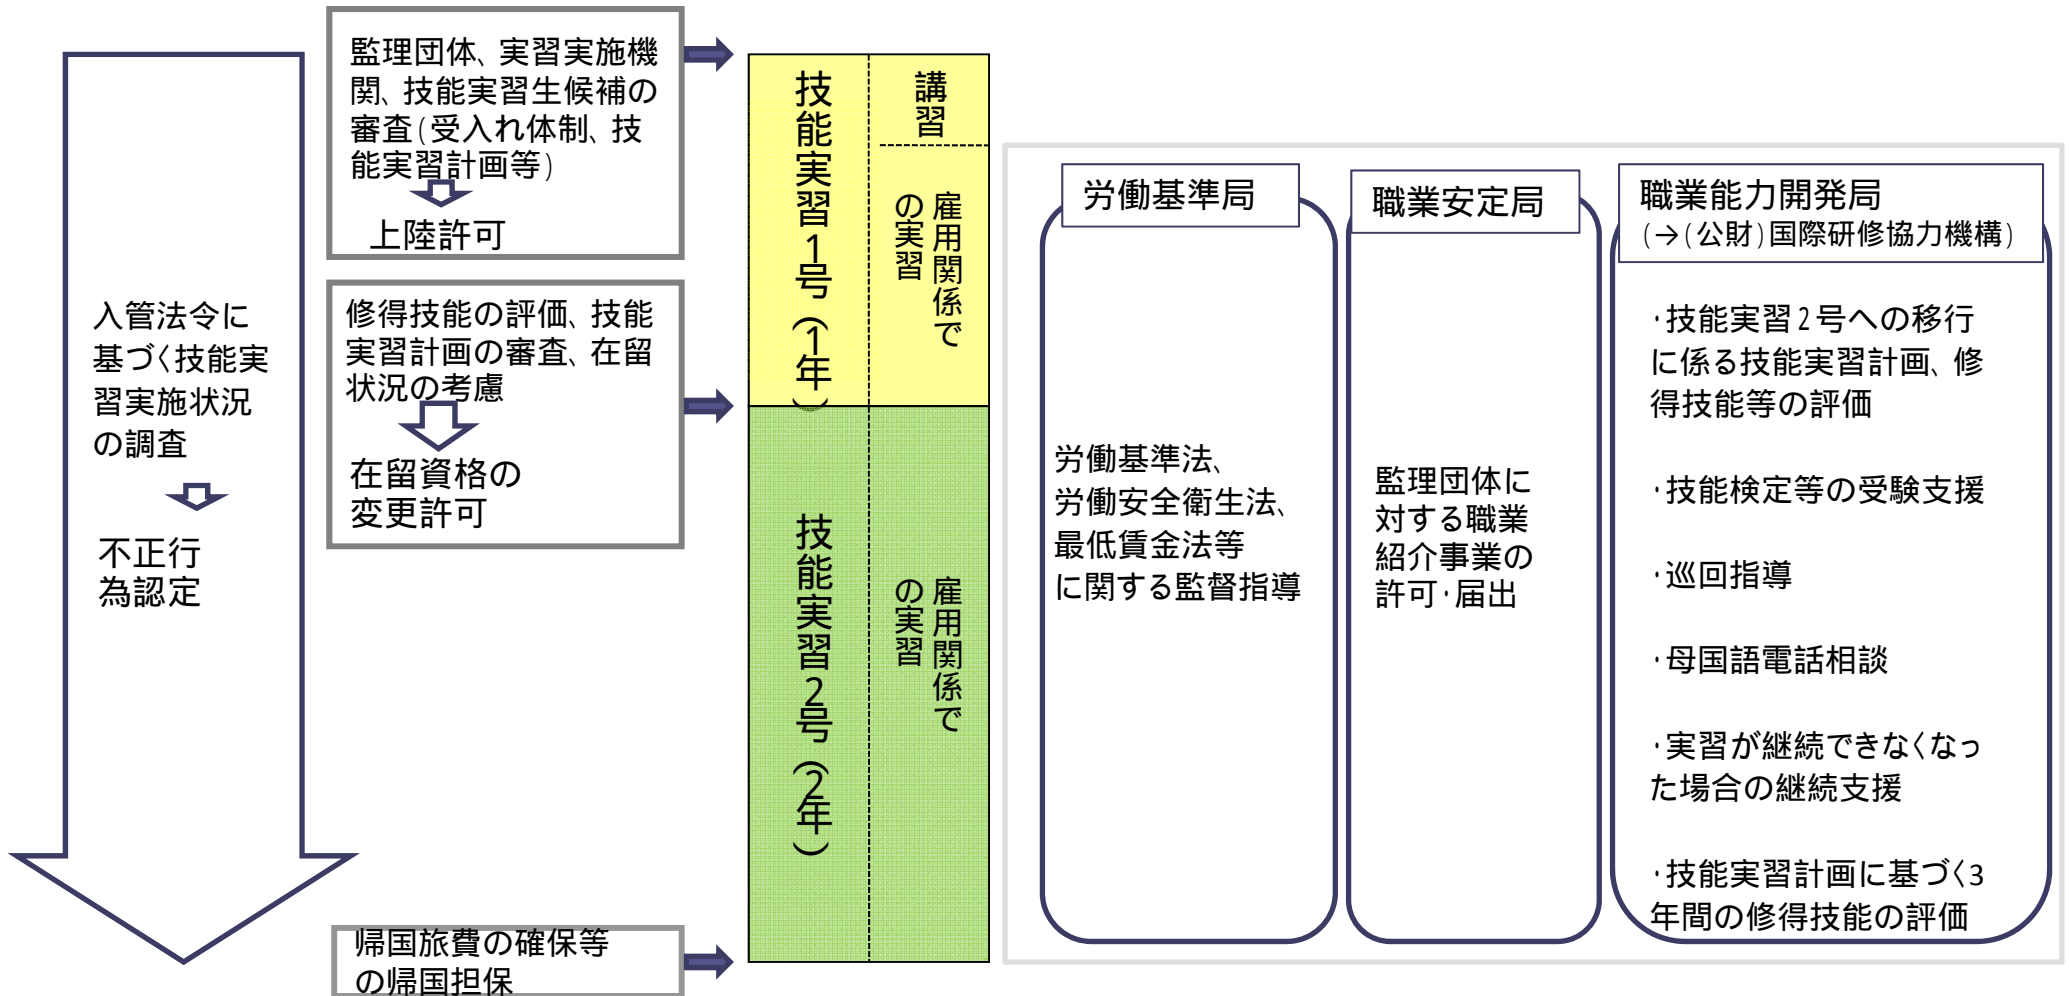 入管法令に
基づく技能実
習実施状況
の調査
不正行
為認定
監理団体、実習実施機
関、技能実習生候補の
審査(受入れ体制、技
能実習計画等)
上陸許可
修得技能の評価、技能
実習計画の審査、在留
状況の考慮
在留資格の
変更許可
帰国旅費の確保等
の帰国担保
技能実習1号(1年)
講習
雇用関係で
の実習
技能実習2号(2年)
雇用関係で
の実習
労働基準局
労働基準法、
労働安全衛生法、
最低賃金法等
に関する監督指導
職業安定局
監理団体に
対する職業
紹介事業の
許可・届出
職業能力開発局
(→(公財)国際研修協力機構)
・技能実習2号への移行
に係る技能実習計画、修
得技能等の評価
・技能検定等の受験支援
・巡回指導
・母国語電話相談
・実習が継続できなくなっ
た場合の継続支援
・技能実習計画に基づく3
年間の修得技能の評価